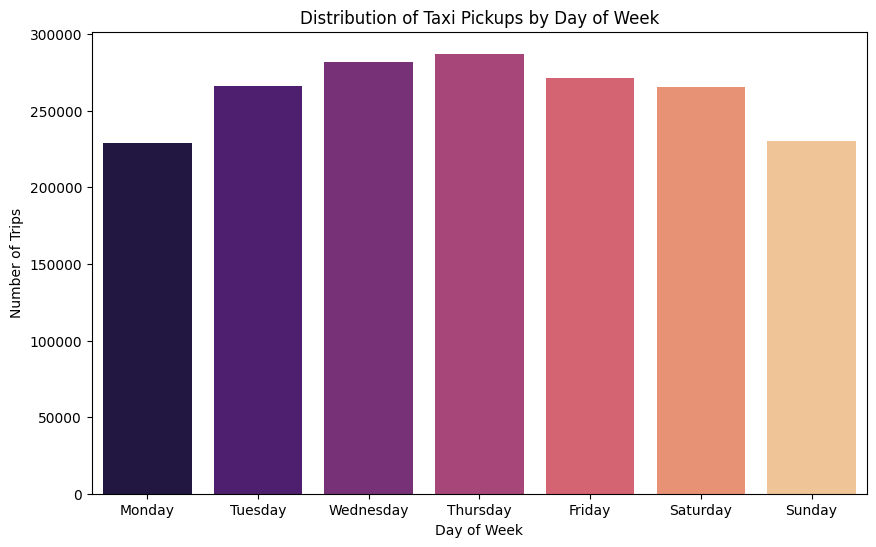 Distribution of Taxi Pickups by Day of Week
Number of Trips
300000
250000
200000
150000
100000
50000
0
Monday Tuesday Wednesday Thursday Friday Saturday Sunday
Day of Week